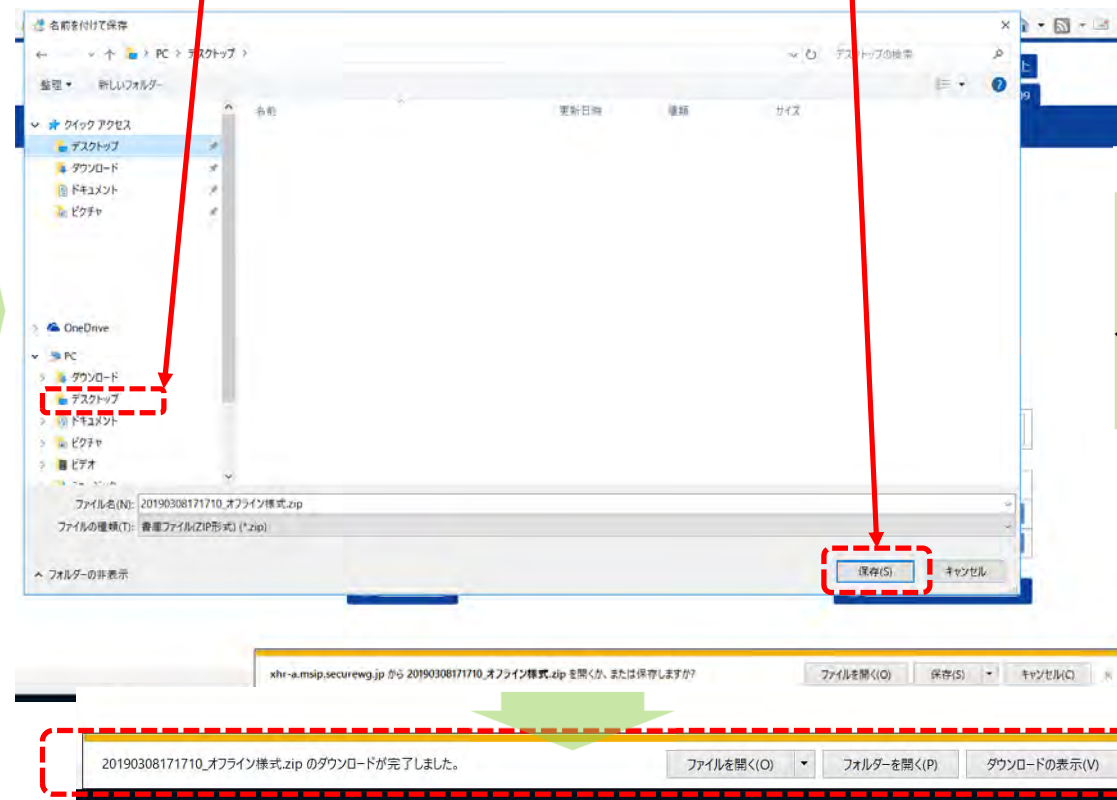 名前を付けて保存
PC > デスクトップ >
デスクトップの検索
整理 新しいフォルダー
名前 更新日時 種類 サイズ
クイック アクセス
デスクトップ
ダウンロード
ドキュメント
ピクチャ
OneDrive
PC
ダウンロード
デスクトップ
ドキュメント
ピクチャ
ビデオ
ファイル名(N): 20190308171710_オフライン様式.zip
ファイルの種類(T): 書庫ファイル(ZIP形式) (*.zip)
フォルダーの非表示
保存(S) キャンセル
xhr-a.msip.securewg.jp から 20190308171710_オフライン様式.zip を開くか、または保存しますか?
ファイルを開く(O) 保存(S) キャンセル(C)
20190308171710_オフライン様式.zip のダウンロードが完了しました。
ファイルを開く(O) フォルダーを開く(P) ダウンロードの表示(V)